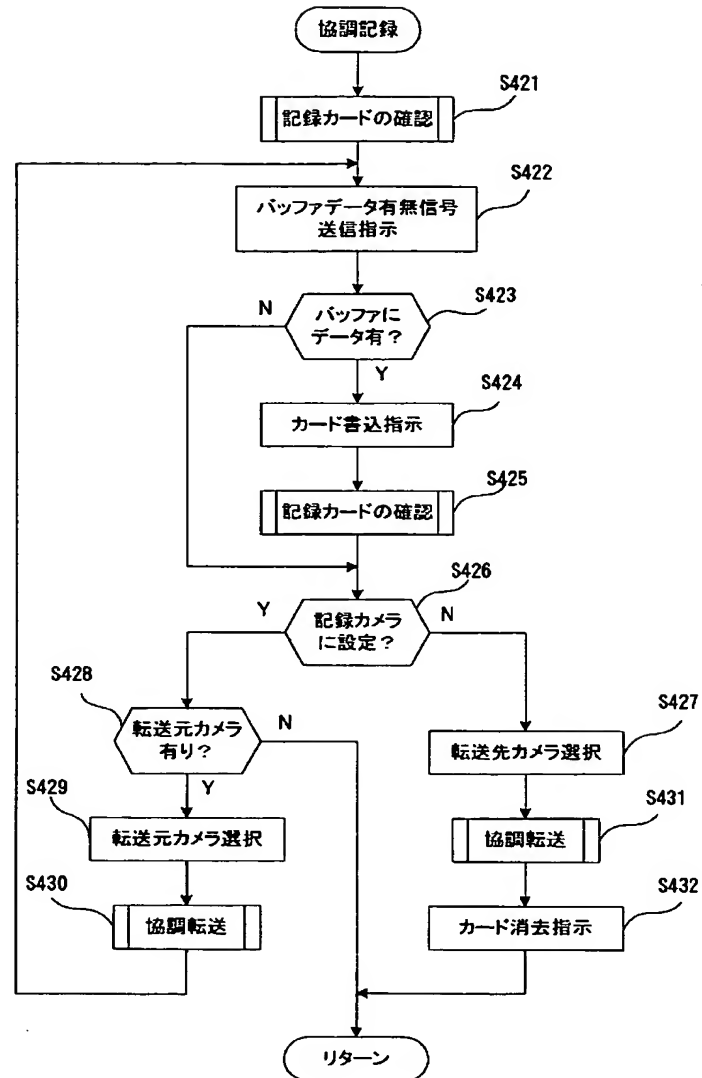 協調記録
S421
記録カードの確認
S422
バッファデータ有無信号
送信指示
S423
N
バッファに
データ有？
Y
S424
カード書込指示
S425
記録カードの確認
S426
Y
記録カメラ
に設定？
N
S428
転送元カメラ
有り？
N
S427
転送先カメラ選択
Y
S429
転送元カメラ選択
S431
協調転送
S430
協調転送
S432
カード消去指示
リターン